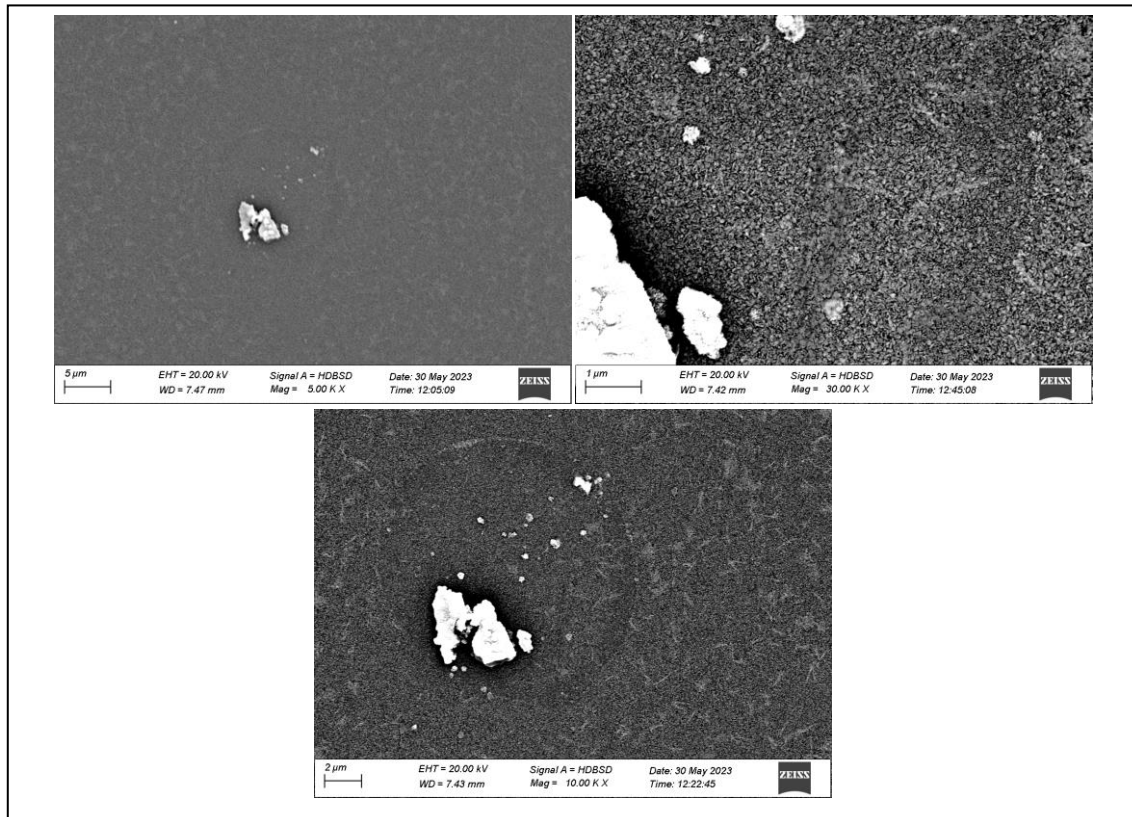 5 µm EHT = 20.00 kV Signal A = HDBSD Date: 30 May 2023
WD = 7.47 mm Mag = 5.00 K X Time: 12:05:09 ZEISS
1 µm EHT = 20.00 kV Signal A = HDBSD Date: 30 May 2023
WD = 7.42 mm Mag = 30.00 K X Time: 12:45:08 ZEISS
2 µm EHT = 20.00 kV Signal A = HDBSD Date: 30 May 2023
WD = 7.43 mm Mag = 10.00 K X Time: 12:22:45 ZEISS